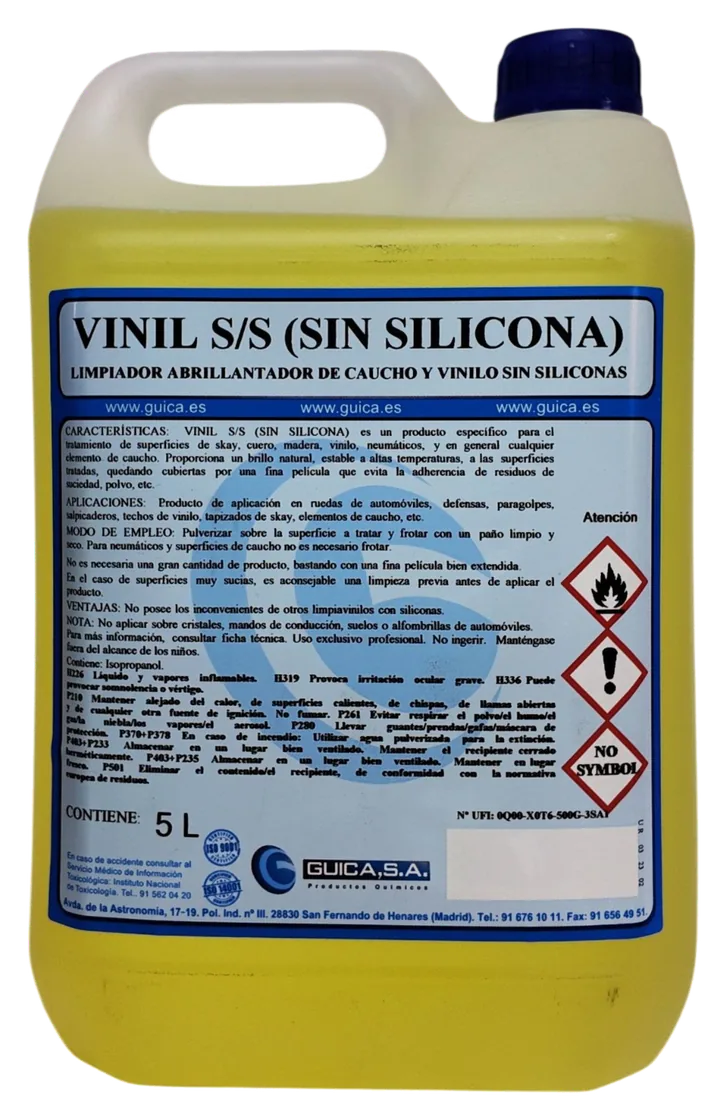 VINIL S/S (SIN SILICONA)
LIMPIADOR ABRILLANTADOR DE CAUCHO Y VINILO SIN SILICONAS
www.guica.es www.guica.es www.guica.es
CARACTERÍSTICAS: VINIL S/S (SIN SILICONA) es un producto específico para el
tratamiento de superficies de skay, cuero, madera, vinilo, neumáticos, y en general cualquier
elemento de caucho. Proporciona un brillo natural, estable a altas temperaturas, a las superficies
tratadas, quedando cubiertas por una fina película que evita la adherencia de residuos de
suciedad, polvo, etc.
APLICACIONES: Producto de aplicación en ruedas de automóviles, defensas, paragolpes,
salpicaderos, techos de vinilo, tapizados de skay, elementos de caucho, etc.
MODO DE EMPLEO: Pulverizar sobre la superficie a tratar y frotar con un paño limpio y
seco. Para neumáticos y superficies de caucho no es necesario frotar.
No es necesaria una gran cantidad de producto, bastando con una fina película bien extendida.
En el caso de superficies muy sucias, es aconsejable una limpieza previa antes de aplicar el
producto.
VENTAJAS: No posee los inconvenientes de otros limpiavinilos con siliconas.
NOTA: No aplicar sobre cristales, mandos de conducción, suelos o alfombrillas de automóviles.
Para más información, consultar ficha técnica. Uso exclusivo profesional. No ingerir. Manténgase
fuera del alcance de los niños.
Contiene: Isopropanol.
H226 Líquido y vapores inflamables. H319 Provoca irritación ocular grave. H336 Puede
provocar somnolencia o vértigo.
P210 Mantener alejado del calor, de superficies calientes, de chispas, de llamas abiertas
y de cualquier otra fuente de ignición. No fumar. P261 Evitar respirar el polvo/el humo/el
gas/la niebla/los vapores/el aerosol. P280 Llevar guantes/prendas/gafas/máscara de
protección. P370+P378 En caso de incendio: Utilizar agua pulverizada para la extinción.
P403+P233 Almacenar en un lugar bien ventilado. Mantener el recipiente cerrado
herméticamente. P403+P235 Almacenar en un lugar bien ventilado. Mantener en lugar
fresco. P501 Eliminar el contenido/el recipiente, de conformidad con la normativa
europea de residuos.
Atención
NO
SYMBOL
CONTIENE: 5 L
Nº UFI: 0Q00-X0T6-500G-3SAY
En caso de accidente consultar al
Servicio Médico de Información
Toxicológica: Instituto Nacional
de Toxicología. Tel.. 91 562 04 20
ISO 9001
ISO 14001
GUICA,S.A.
Productos Químicos
Avda. de la Astronomia, 17-19. Pol. Ind. nº III. 28830 San Fernando de Henares (Madrid). Tel.: 91 676 10 11. Fax: 91 656 49 51.